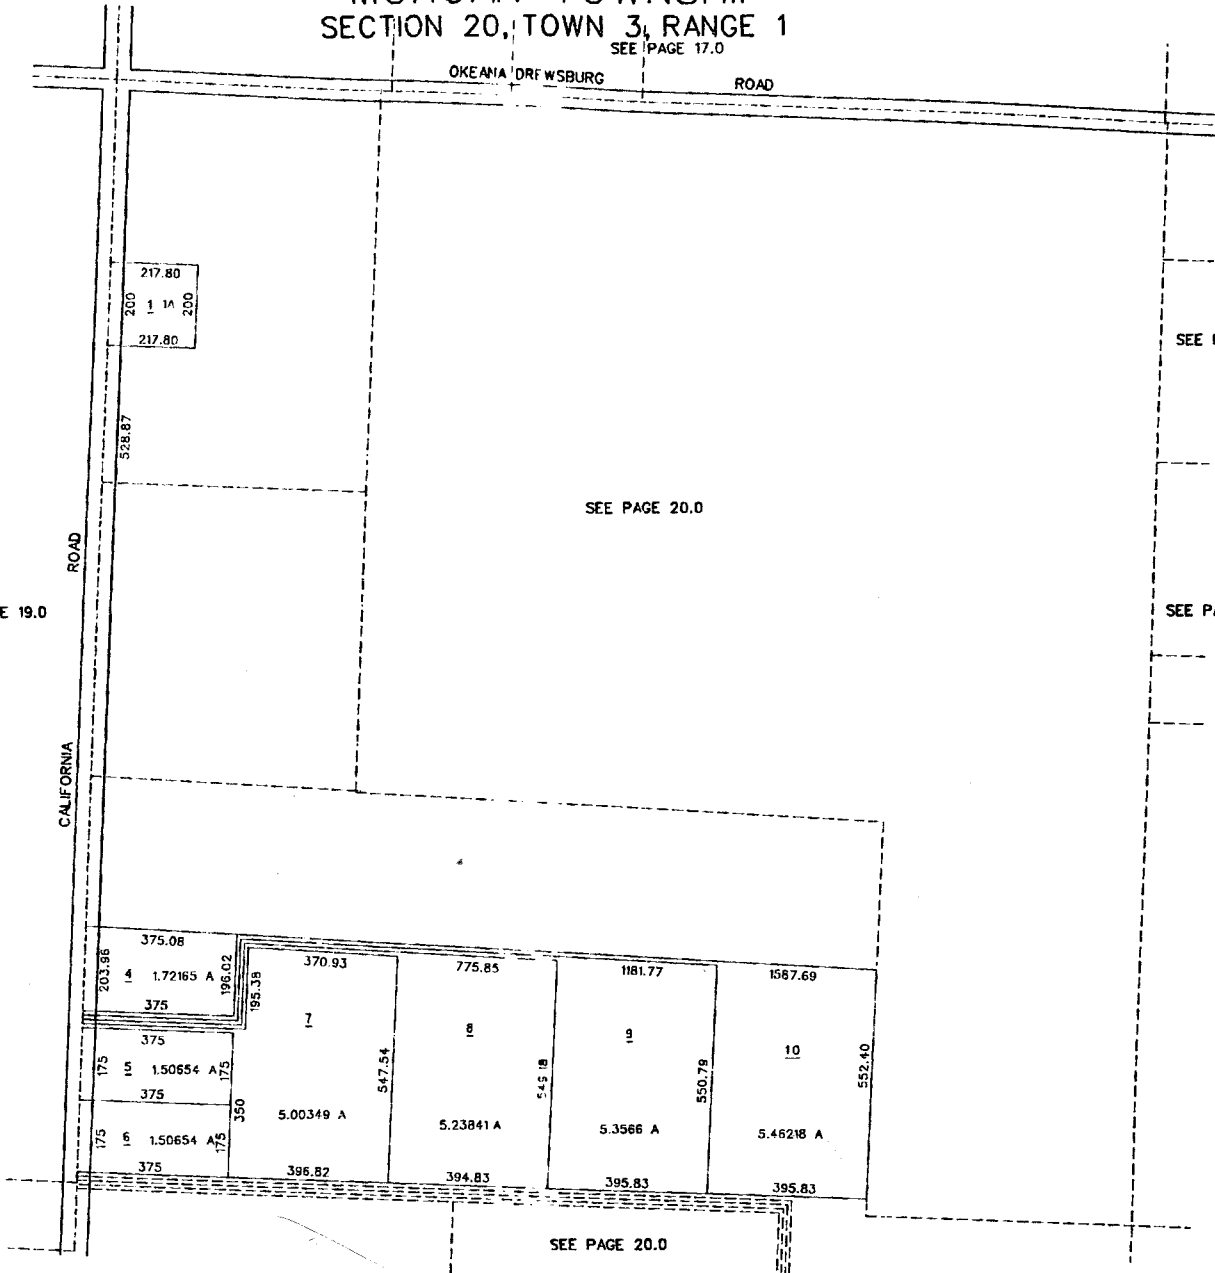 SECTION 20, TOWN 3, RANGE 1
SEE PAGE 17.0
OKEANA DREWSBURG ROAD
217.80
200 1 1A 200
217.80
SEE
528.87
SEE PAGE 20.0
ROAD
E 19.0
SEE
CALIFORNIA
375.08
203.96 4 1.72165 A 196.02
375
195.38
370.93
775.85
1181.77
1587.69
7
8
9
10
375
175 5 1.50654 A 175
375
547.54
549.18
550.79
552.40
350
5.00349 A
5.23841 A
5.3566 A
5.46218 A
175 6 1.50654 A 175
375
396.82
394.83
395.83
395.83
SEE PAGE 20.0